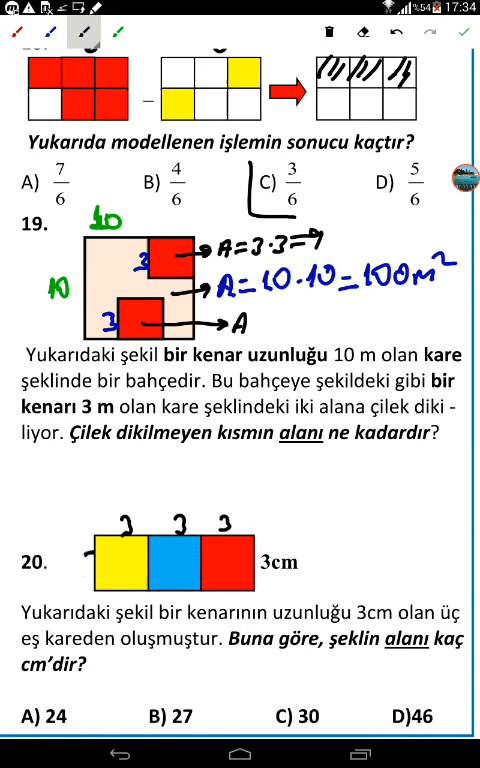 %54 17:34
Yukarıda modellenen işlemin sonucu kaçtır?
A) 7/6 B) 4/6 C) 3/6 D) 5/6
19.
10
3 A=3.3=9
10 A=10.10=100m²
3 A
Yukarıdaki şekil bir kenar uzunluğu 10 m olan kare
şeklinde bir bahçedir. Bu bahçeye şekildeki gibi bir
kenarı 3 m olan kare şeklindeki iki alana çilek diki -
liyor. Çilek dikilmeyen kısmın alanı ne kadardır?
3 3 3
20. 3cm
Yukarıdaki şekil bir kenarının uzunluğu 3cm olan üç
eş kareden oluşmuştur. Buna göre, şeklin alanı kaç
cm’dir?
A) 24 B) 27 C) 30 D)46